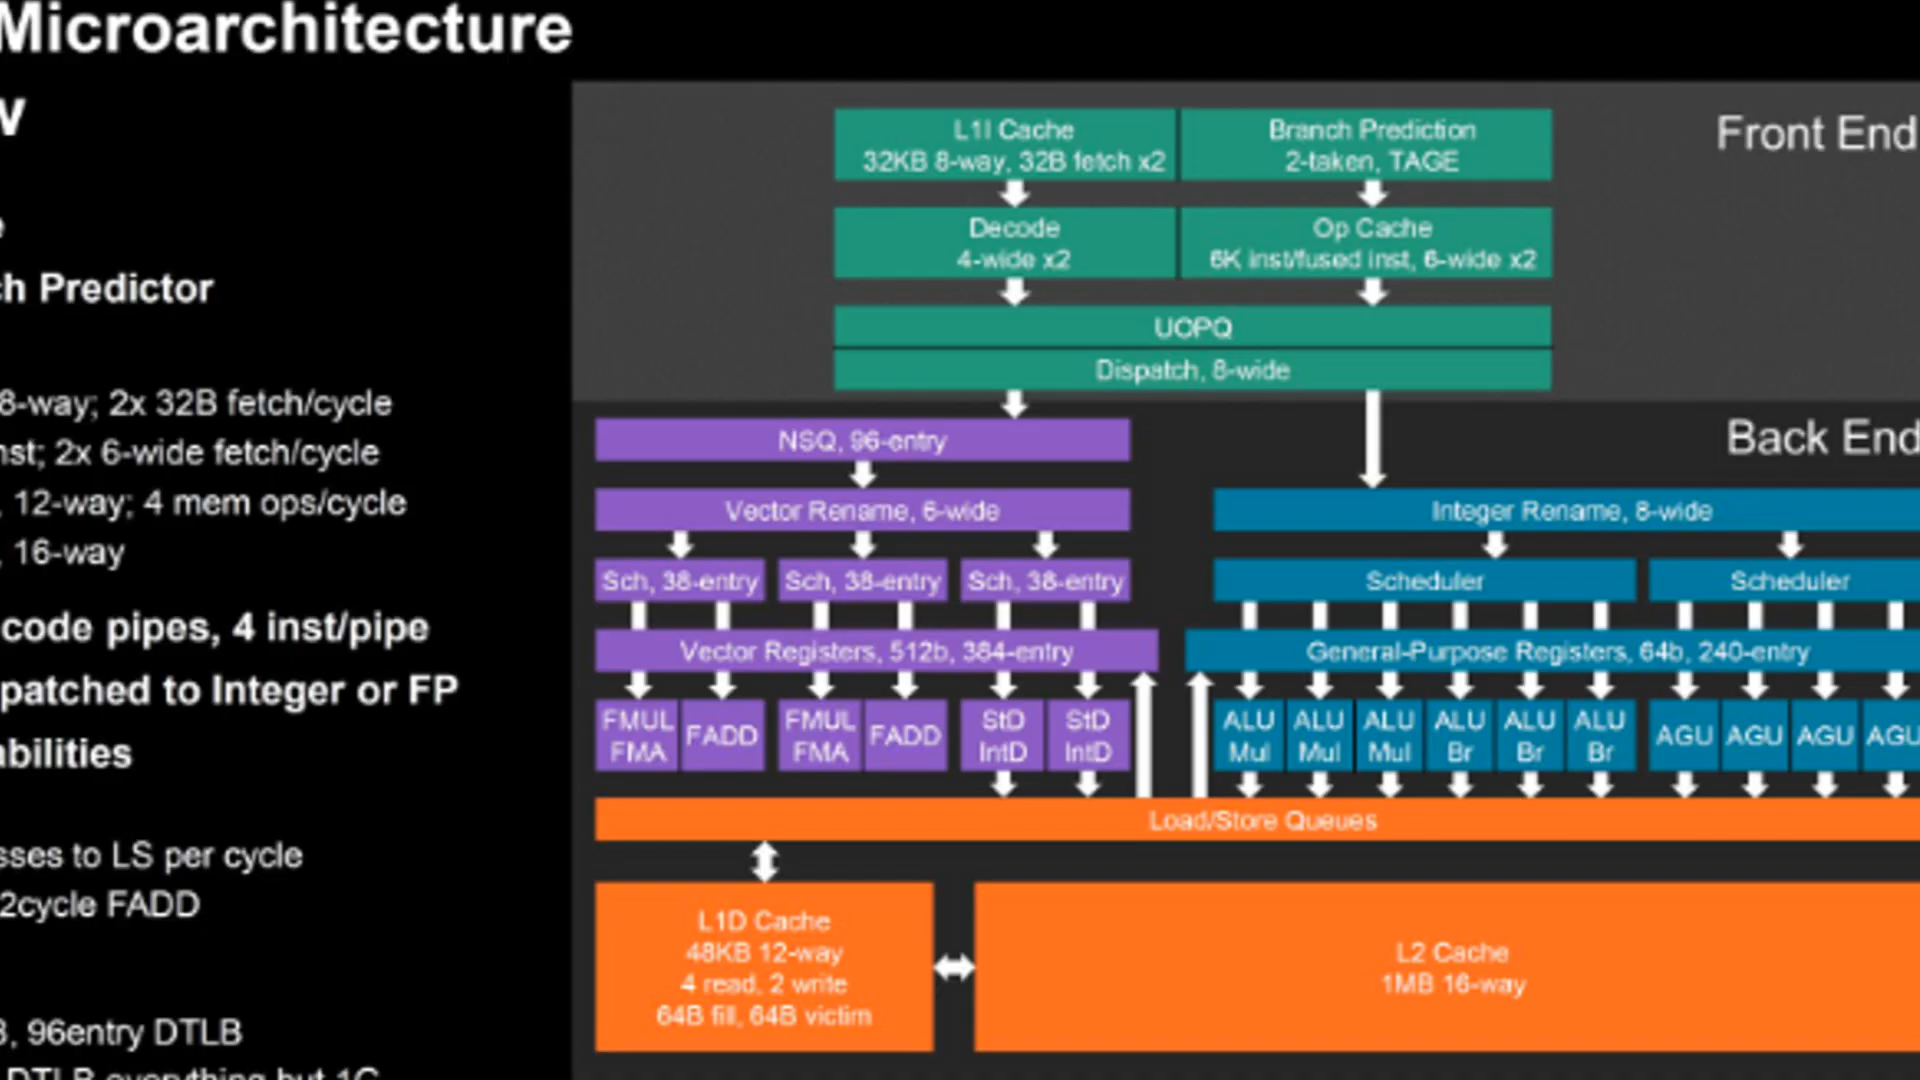 Microarchitecture
w
e
ch Predictor
8-way; 2x 32B fetch/cycle
nst; 2x 6-wide fetch/cycle
, 12-way; 4 mem ops/cycle
, 16-way
code pipes, 4 inst/pipe
patched to Integer or FP
abilities
sses to LS per cycle
2cycle FADD
, 96entry DTLB
DTLB everything but 1G
Front End
L1I Cache
32KB 8-way, 32B fetch x2
Branch Prediction
2-taken, TAGE
Decode
4-wide x2
Op Cache
6K inst/fused inst, 6-wide x2
UOPQ
Dispatch, 8-wide
Back End
NSQ, 96-entry
Vector Rename, 6-wide
Integer Rename, 8-wide
Sch, 38-entry
Sch, 38-entry
Sch, 38-entry
Scheduler
Scheduler
Vector Registers, 512b, 384-entry
General-Purpose Registers, 64b, 240-entry
FMUL
FMA
FADD
FMUL
FMA
FADD
StD
IntD
StD
IntD
ALU
Mul
ALU
Mul
ALU
Mul
ALU
Br
ALU
Br
ALU
Br
AGU
AGU
AGU
AGU
Load/Store Queues
L1D Cache
48KB 12-way
4 read, 2 write
64B fill, 64B victim
L2 Cache
1MB 16-way